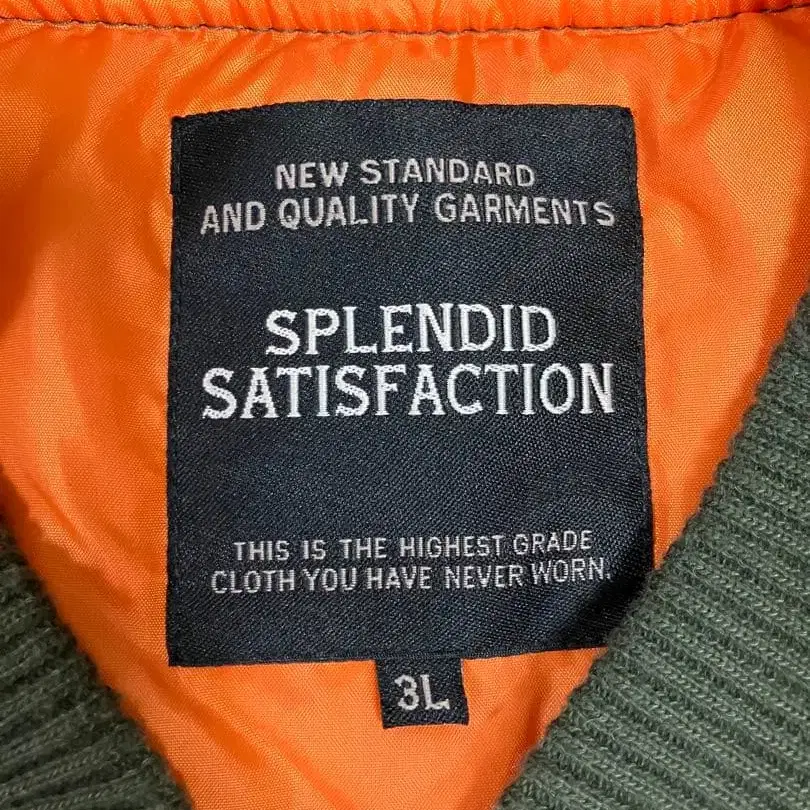 NEW STANDARD
AND QUALITY GARMENTS
SPLENDID
SATISFACTION
THIS IS THE HIGHEST GRADE
CLOTH YOU HAVE NEVER WORN.
3L